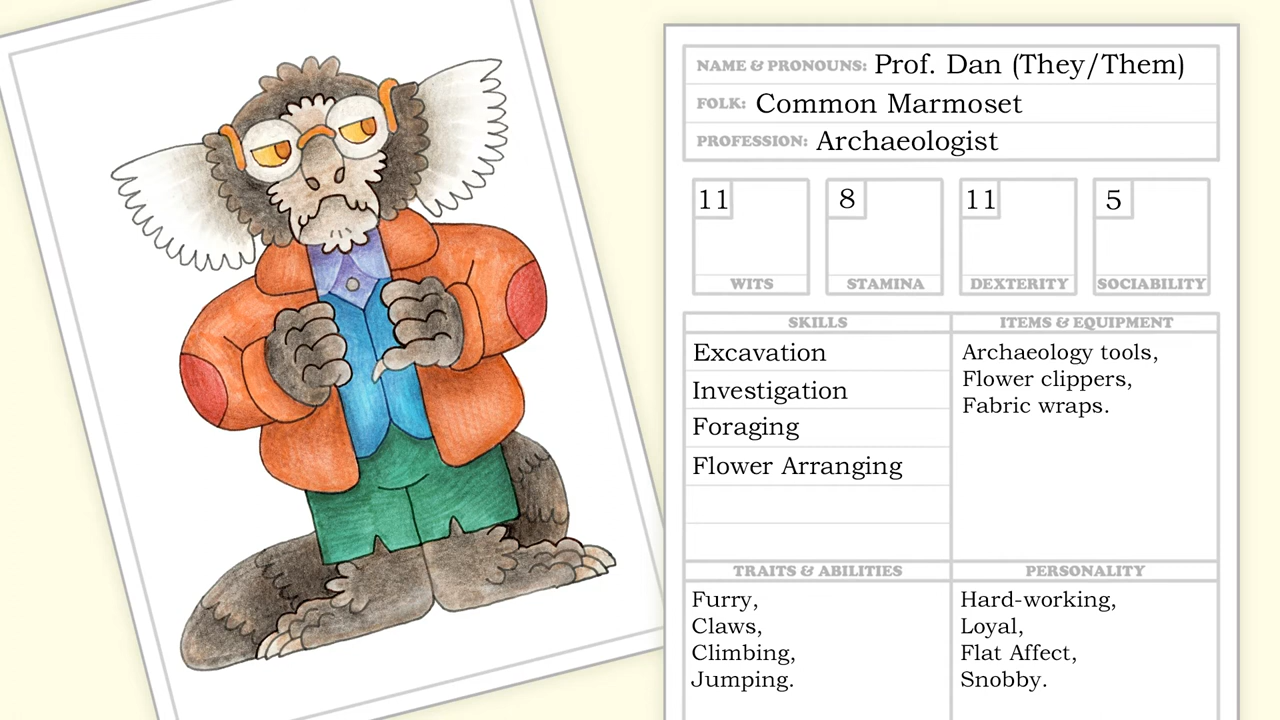 NAME & PRONOUNS: Prof. Dan (They/Them)
FOLK: Common Marmoset
PROFESSION: Archaeologist
11 8 11 5
WITS STAMINA DEXTERITY SOCIABILITY
SKILLS
Excavation
Investigation
Foraging
Flower Arranging
ITEMS & EQUIPMENT
Archaeology tools,
Flower clippers,
Fabric wraps.
TRAITS & ABILITIES
Furry,
Claws,
Climbing,
Jumping.
PERSONALITY
Hard-working,
Loyal,
Flat Affect,
Snobby.